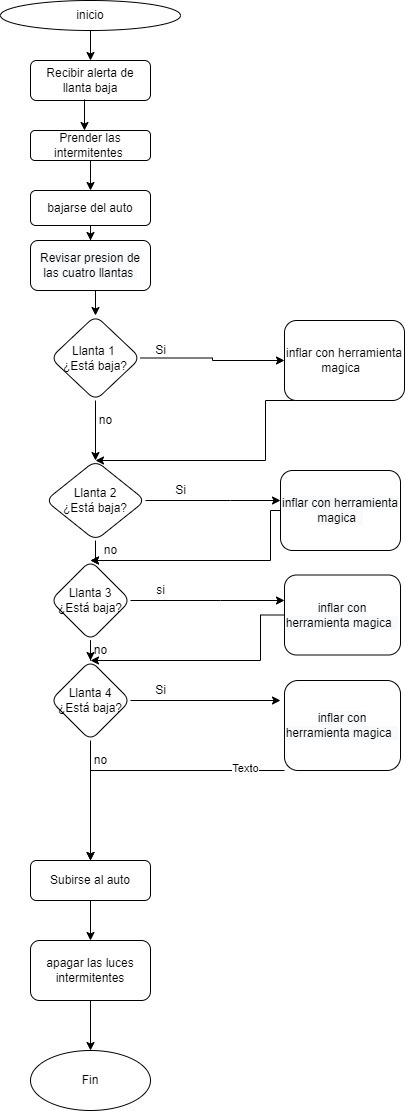 inicio
Recibir alerta de
llanta baja
Prender las
intermitentes
bajarse del auto
Revisar presion de
las cuatro llantas
Llanta 1
¿Está baja?
Si
inflar con herramienta
magica
no
Llanta 2
¿Está baja?
Si
inflar con herramienta
magica
no
Llanta 3
¿Está baja?
si
inflar con
herramienta magica
no
Llanta 4
¿Está baja?
Si
inflar con
herramienta magica
no
Texto
Subirse al auto
apagar las luces
intermitentes
Fin